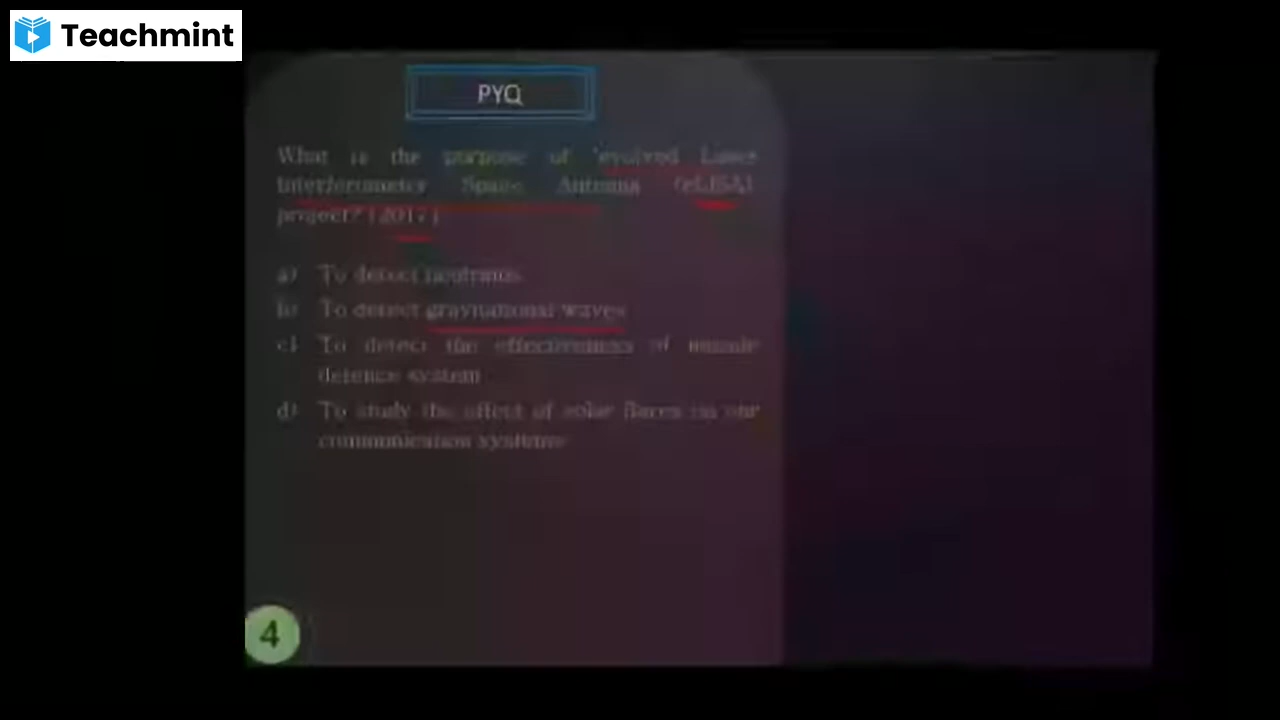 Teachmint
PYQ
What is the purpose of 'evolved Laser
Interferometer Space Antenna (eLISA)
project? [2017]
a) To detect neutrinos
b) To detect gravitational waves
c) To detect the effectiveness of missile
defence system
d) To study the effect of solar flares on our
communication systems
4